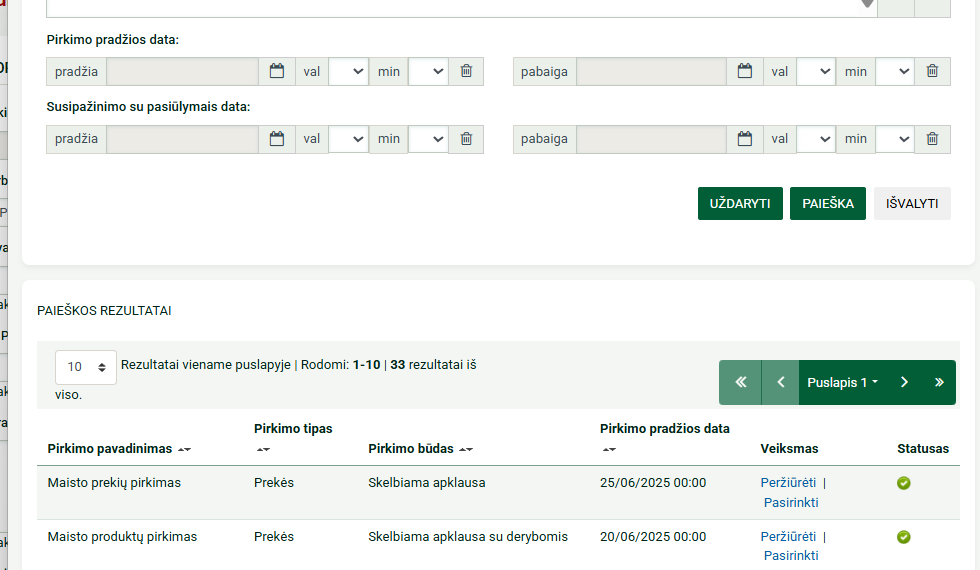 Pirkimo pradžios data:
pradžia val min pabaiga val min
Susipažinimo su pasiūlymais data:
pradžia val min pabaiga val min
UŽDARYTI PAIEŠKA IŠVALYTI
PAIEŠKOS REZULTATAI
10 Rezultatai viename puslapyje | Rodomi: 1-10 | 33 rezultatai iš
viso.
« ‹ Puslapis 1 › »
Pirkimo pavadinimas Pirkimo tipas Pirkimo būdas Pirkimo pradžios data Veiksmas Statusas
Maisto prekių pirkimas Prekės Skelbiama apklausa 25/06/2025 00:00 Peržiūrėti |
Pasirinkti
Maisto produktų pirkimas Prekės Skelbiama apklausa su derybomis 20/06/2025 00:00 Peržiūrėti |
Pasirinkti